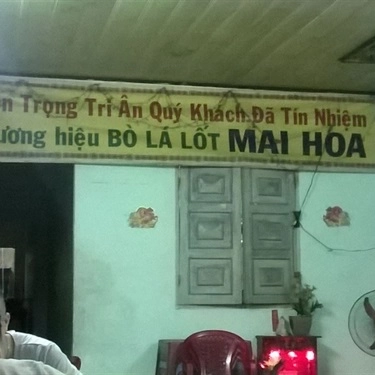 n Trọng Tri Ân Quý Khách Đã Tín Nhiệm
ương hiệu BÒ LÁ LỐT MAI HOA